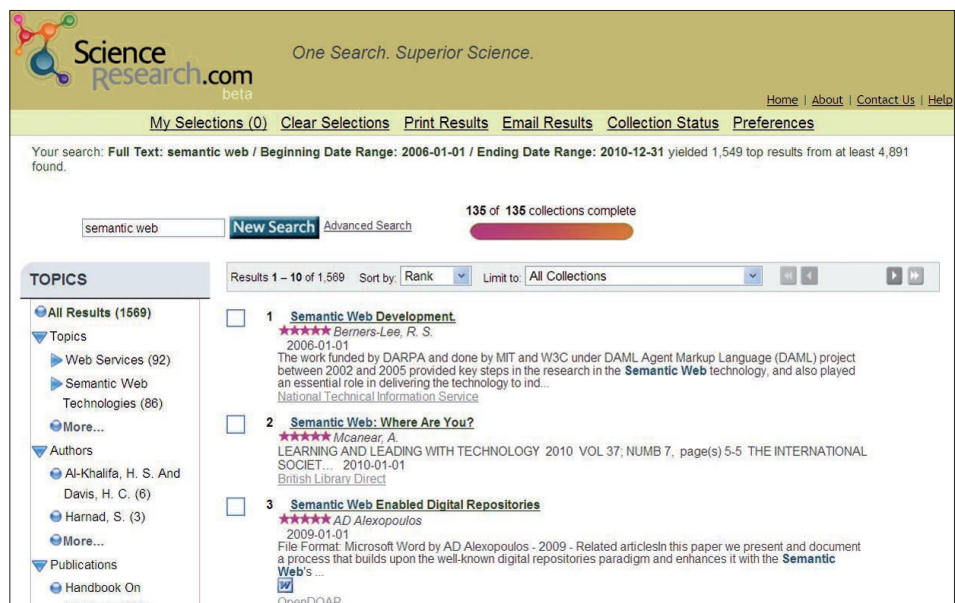 Science
Research.com
beta
One Search. Superior Science.
Home | About | Contact Us | Help
My Selections (0) Clear Selections Print Results Email Results Collection Status Preferences
Your search: Full Text: semantic web / Beginning Date Range: 2006-01-01 / Ending Date Range: 2010-12-31 yielded 1,549 top results from at least 4,891
found.
135 of 135 collections complete
semantic web New Search Advanced Search
TOPICS
Results 1 – 10 of 1,569 Sort by: Rank Limit to: All Collections
All Results (1569)
Topics
Web Services (92)
Semantic Web
Technologies (86)
More...
Authors
Al-Khalifa, H. S. And
Davis, H. C. (6)
Harnad, S. (3)
More...
Publications
Handbook On
1 Semantic Web Development.
Berners-Lee, R. S.
2006-01-01
The work funded by DARPA and done by MIT and W3C under DAML Agent Markup Language (DAML) project
between 2002 and 2005 provided key steps in the research in the Semantic Web technology, and also played
an essential role in delivering the technology to ind...
National Technical Information Service
2 Semantic Web: Where Are You?
Mcanear, A.
LEARNING AND LEADING WITH TECHNOLOGY 2010 VOL 37; NUMB 7, page(s) 5-5 THE INTERNATIONAL
SOCIET... 2010-01-01
British Library Direct
3 Semantic Web Enabled Digital Repositories
AD Alexopoulos
2009-01-01
File Format: Microsoft Word by AD Alexopoulos - 2009 - Related articlesIn this paper we present and document
a process that builds upon the well-known digital repositories paradigm and enhances it with the Semantic
Web's ...
W
OpenDOAR